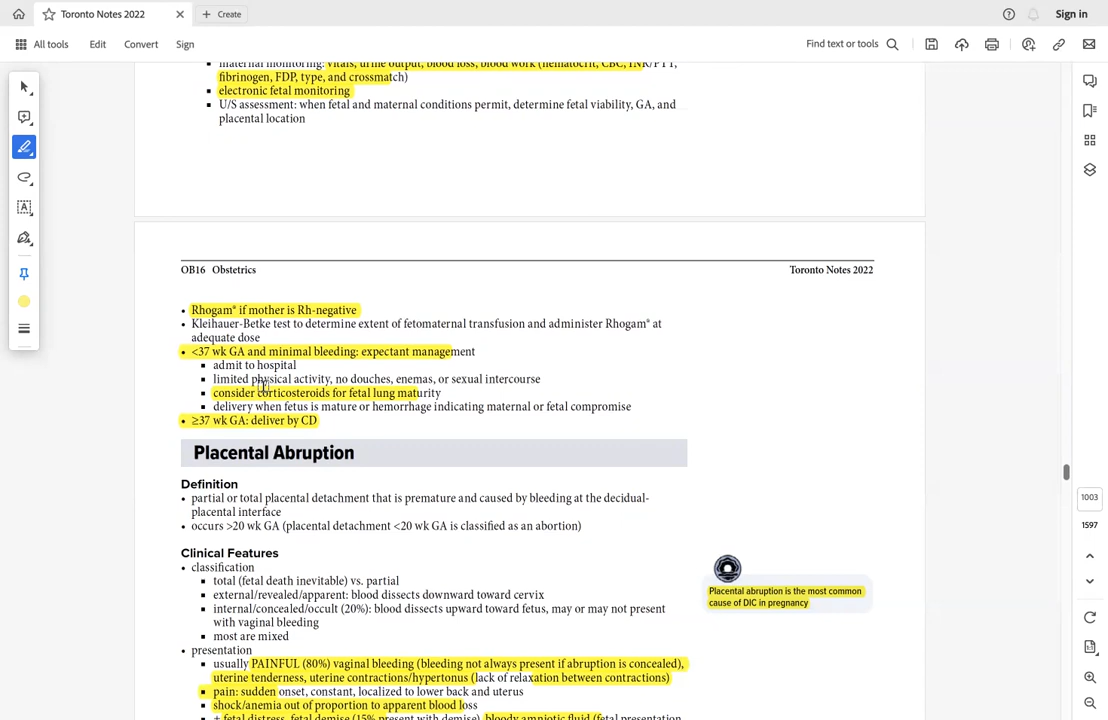 Toronto Notes 2022
Create
Sign in
All tools
Edit
Convert
Sign
Find text or tools
maternal monitoring: vitals, urine output, blood loss, blood work (hematocrit, CBC, INR/PTT,
fibrinogen, FDP, type, and crossmatch)
electronic fetal monitoring
U/S assessment: when fetal and maternal conditions permit, determine fetal viability, GA, and
placental location
OB16 Obstetrics
Toronto Notes 2022
• Rhogam® if mother is Rh-negative
• Kleihauer-Betke test to determine extent of fetomaternal transfusion and administer Rhogam® at
adequate dose
• <37 wk GA and minimal bleeding: expectant management
admit to hospital
limited physical activity, no douches, enemas, or sexual intercourse
consider corticosteroids for fetal lung maturity
delivery when fetus is mature or hemorrhage indicating maternal or fetal compromise
• ≥37 wk GA: deliver by CD
Placental Abruption
Definition
• partial or total placental detachment that is premature and caused by bleeding at the decidual-
placental interface
• occurs >20 wk GA (placental detachment <20 wk GA is classified as an abortion)
Clinical Features
• classification
total (fetal death inevitable) vs. partial
external/revealed/apparent: blood dissects downward toward cervix
internal/concealed/occult (20%): blood dissects upward toward fetus, may or may not present
with vaginal bleeding
most are mixed
• presentation
usually PAINFUL (80%) vaginal bleeding (bleeding not always present if abruption is concealed),
uterine tenderness, uterine contractions/hypertonus (lack of relaxation between contractions)
pain: sudden onset, constant, localized to lower back and uterus
shock/anemia out of proportion to apparent blood loss
± fetal distress, fetal demise (15% present with demise), bloody amniotic fluid (fetal presentation
Placental abruption is the most common
cause of DIC in pregnancy
1003
1597